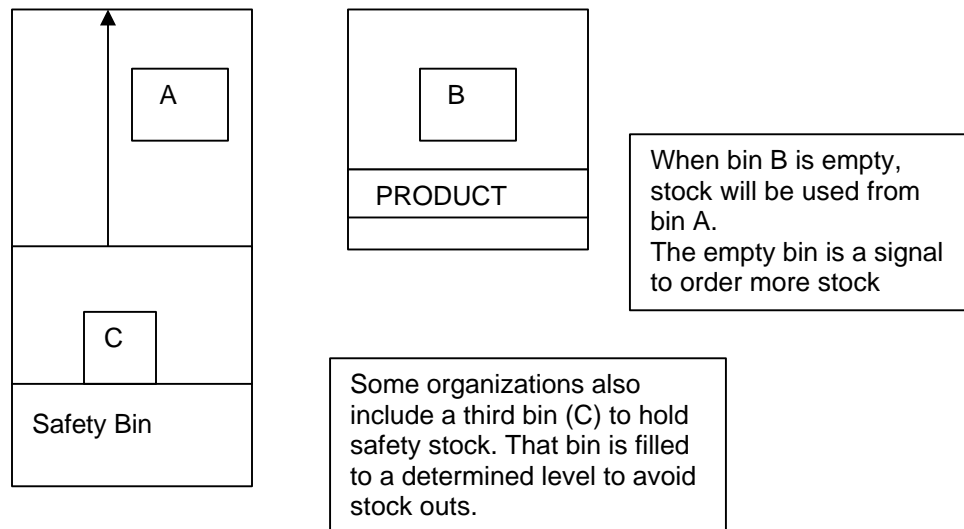 A
B
PRODUCT
When bin B is empty,
stock will be used from
bin A.
The empty bin is a signal
to order more stock
C
Safety Bin
Some organizations also
include a third bin (C) to hold
safety stock. That bin is filled
to a determined level to avoid
stock outs.